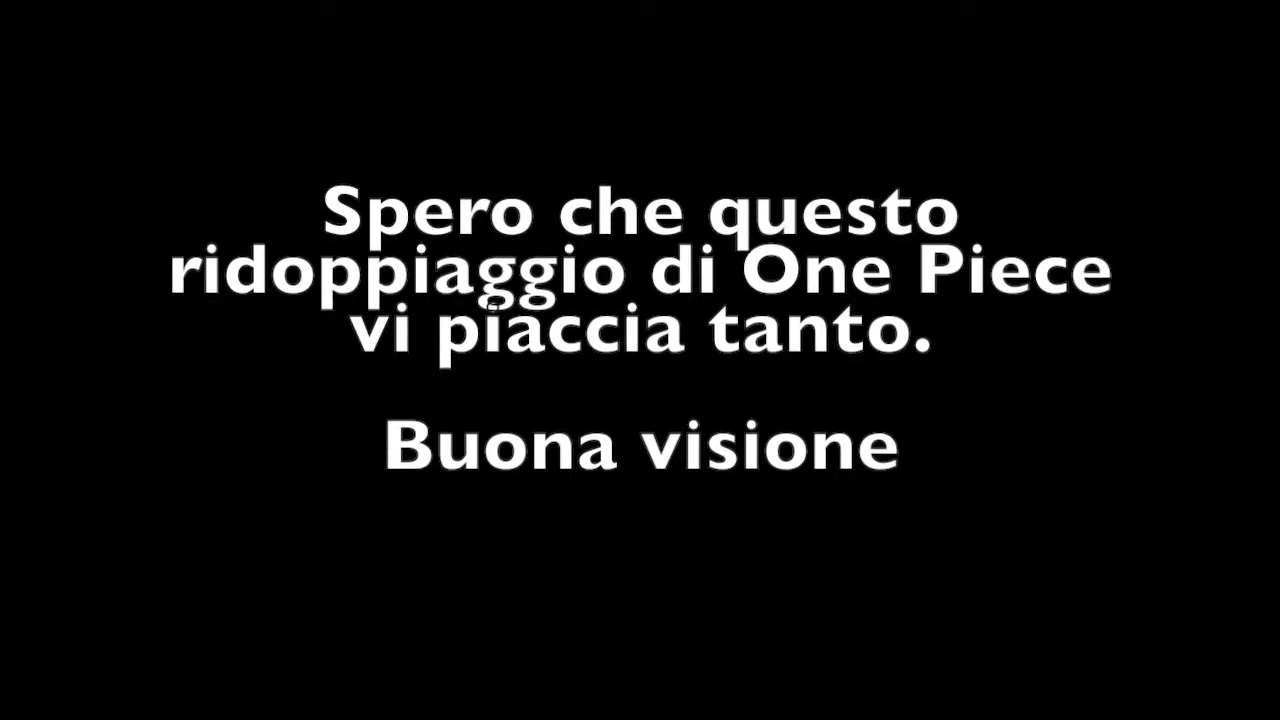 Spero che questo
ridoppiaggio di One Piece
vi piaccia tanto.
Buona visione